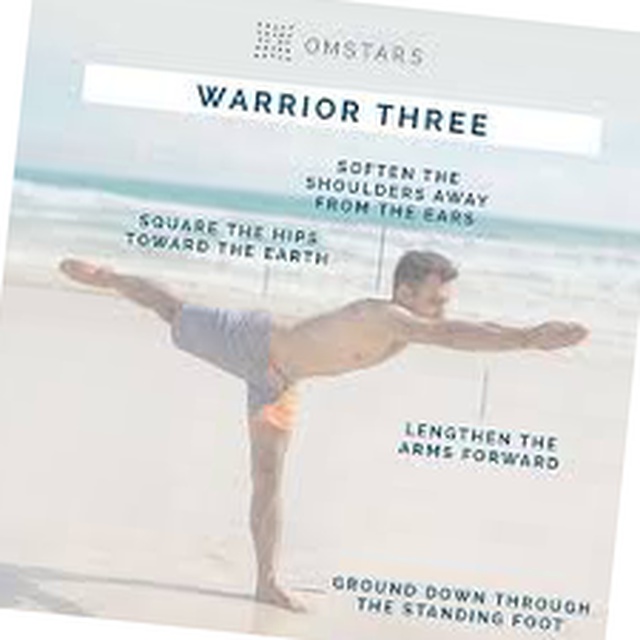 OMSTARS
WARRIOR THREE
SOFTEN THE
SHOULDERS AWAY
FROM THE EARS
SQUARE THE HIPS
TOWARD THE EARTH
LENGTHEN THE
ARMS FORWARD
GROUND DOWN THROUGH
THE STANDING FOOT